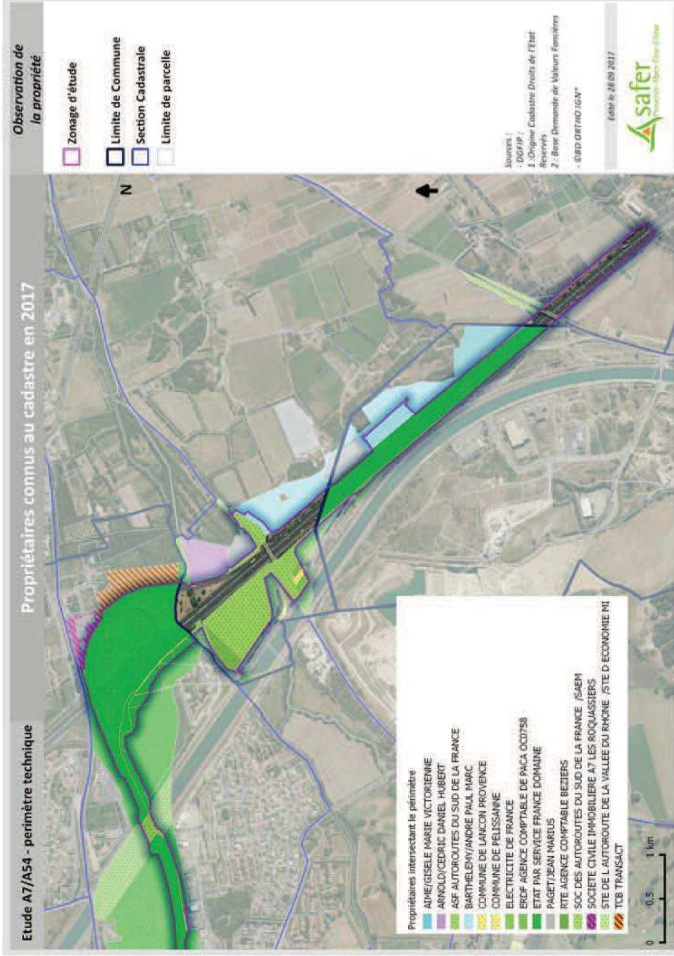 Etude A7/A54 - perimètre technique
Propriétaires connus au cadastre en 2017
Observation de
la propriété
Zonage d'étude
Limite de Commune
Section Cadastrale
Limite de parcelle
N
Propriétaires intersectant le périmètre
AIME/GISELE MARIE VICTORIENNE
ARNOLD/CEDRIC DANIEL HUBERT
ASF AUTOROUTES DU SUD DE LA FRANCE
BARTHELEMY/ANDRE PAUL MARC
COMMUNE DE LANCON PROVENCE
COMMUNE DE PELISSANNE
ELECTRICITE DE FRANCE
ERDF AGENCE COMPTABLE DE PACA OC0758
ETAT PAR SERVICE FRANCE DOMAINE
PAGET/JEAN MARIUS
RTE AGENCE COMPTABLE BEZIERS
SOC DES AUTOROUTES DU SUD DE LA FRANCE /SAEM
SOCIETE CIVILE IMMOBILIERE A7 LES ROQUASSIERS
STE DE L AUTOROUTE DE LA VALLEE DU RHONE /STE D ECONOMIE MI
TCB TRANSACT
0 0,5 1 km
Sources :
- DGFIP :
1 :Origine Cadastre Droits de l'Etat
Reservés
2 : Base Demande de Valeurs Foncières
- ©BD ORTHO IGN*
Edité le 28 09 2017
safer
Provence-Alpes-Côte d'Azur